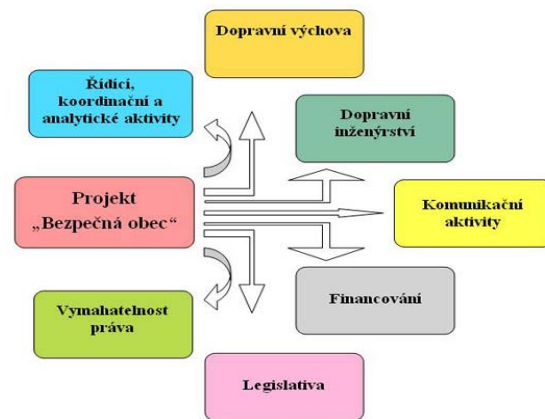 Dopravní výchova
Řídící,
koordinační a
analytické aktivity
Dopravní
inženýrství
Projekt
„Bezpečná obec“
Komunikační
aktivity
Vymahatelnost
práva
Financování
Legislativa